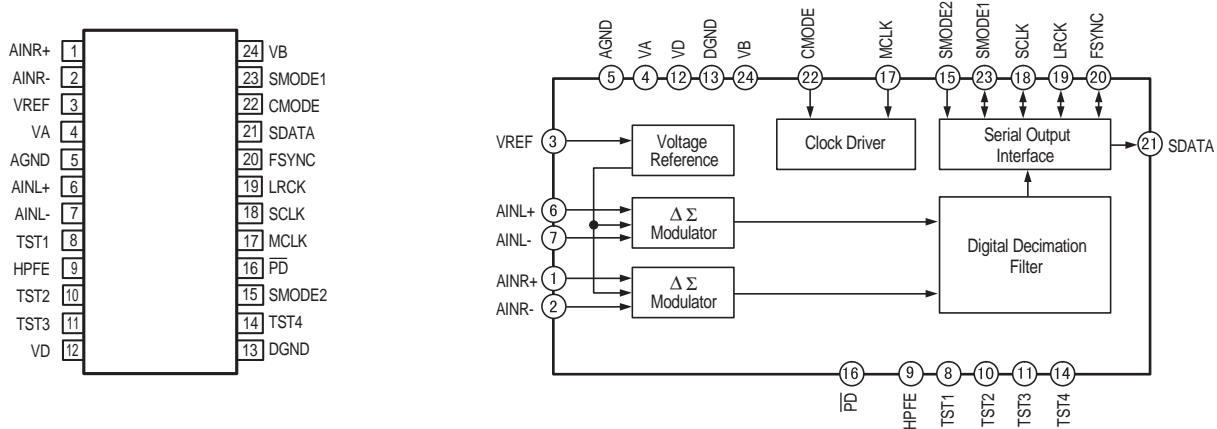 AINR+ 1
AINR- 2
VREF 3
VA 4
AGND 5
AINL+ 6
AINL- 7
TST1 8
HPFE 9
TST2 10
TST3 11
VD 12
24 VB
23 SMODE1
22 CMODE
21 SDATA
20 FSYNC
19 LRCK
18 SCLK
17 MCLK
16 PD
15 SMODE2
14 TST4
13 DGND
AGND
VA
VD
DGND
VB
CMODE
MCLK
SMODE2
SMODE1
SCLK
LRCK
FSYNC
5
4
12
13
24
22
17
15
23
18
19
20
VREF 3
Voltage
Reference
Clock Driver
Serial Output
Interface
21 SDATA
AINL+ 6
AINL- 7
Δ Σ
Modulator
AINR+ 1
AINR- 2
Δ Σ
Modulator
Digital Decimation
Filter
16
9
8
10
11
14
PD
HPFE
TST1
TST2
TST3
TST4